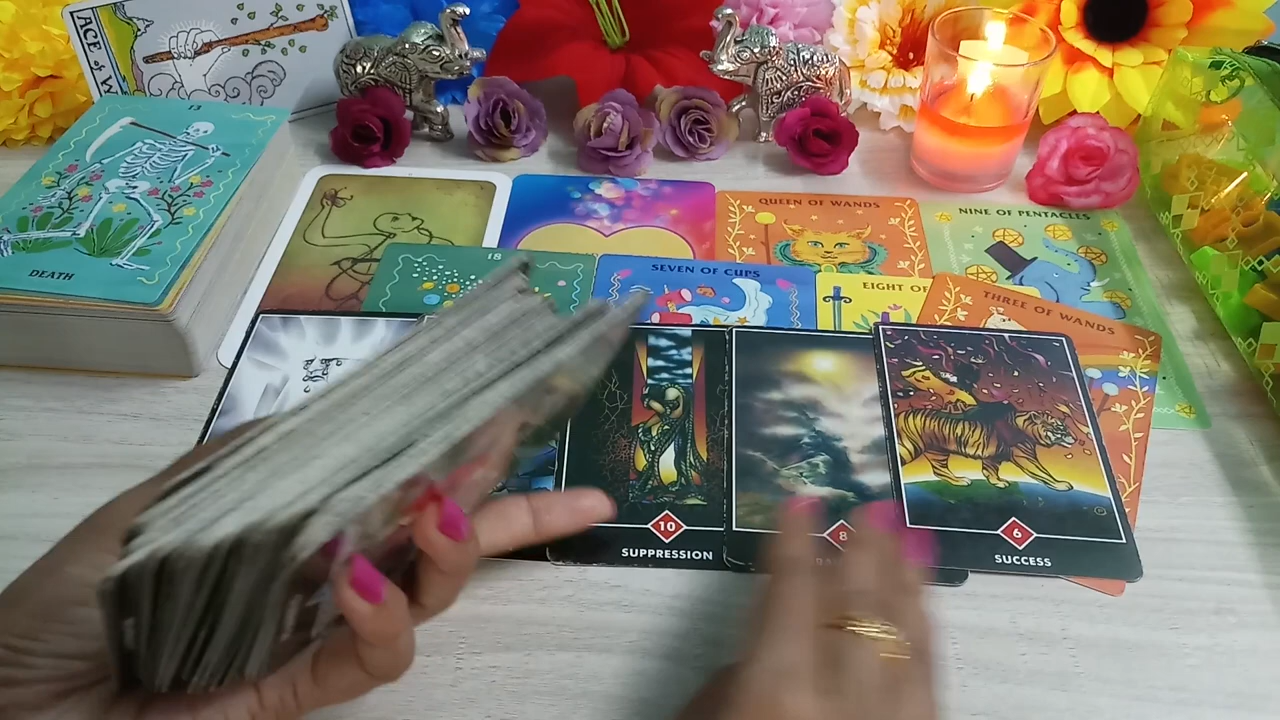 ACE of W
13
DEATH
18
QUEEN OF WANDS
NINE OF PENTACLES
SEVEN OF CUPS
EIGHT OF
THREE OF WANDS
10
SUPPRESSION
8
6
SUCCESS